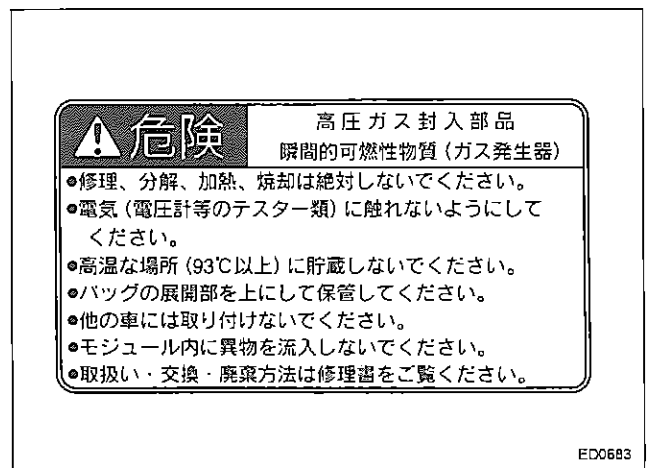 危険
高圧ガス封入部品
瞬間的可燃性物質（ガス発生器）
●修理、分解、加熱、焼却は絶対しないでください。
●電気（電圧計等のテスター類）に触れないようにして
ください。
●高温な場所（93℃以上）に貯蔵しないでください。
●バッグの展開部を上にして保管してください。
●他の車には取り付けないでください。
●モジュール内に異物を流入しないでください。
●取扱い・交換・廃棄方法は修理書をご覧ください。
ED0683